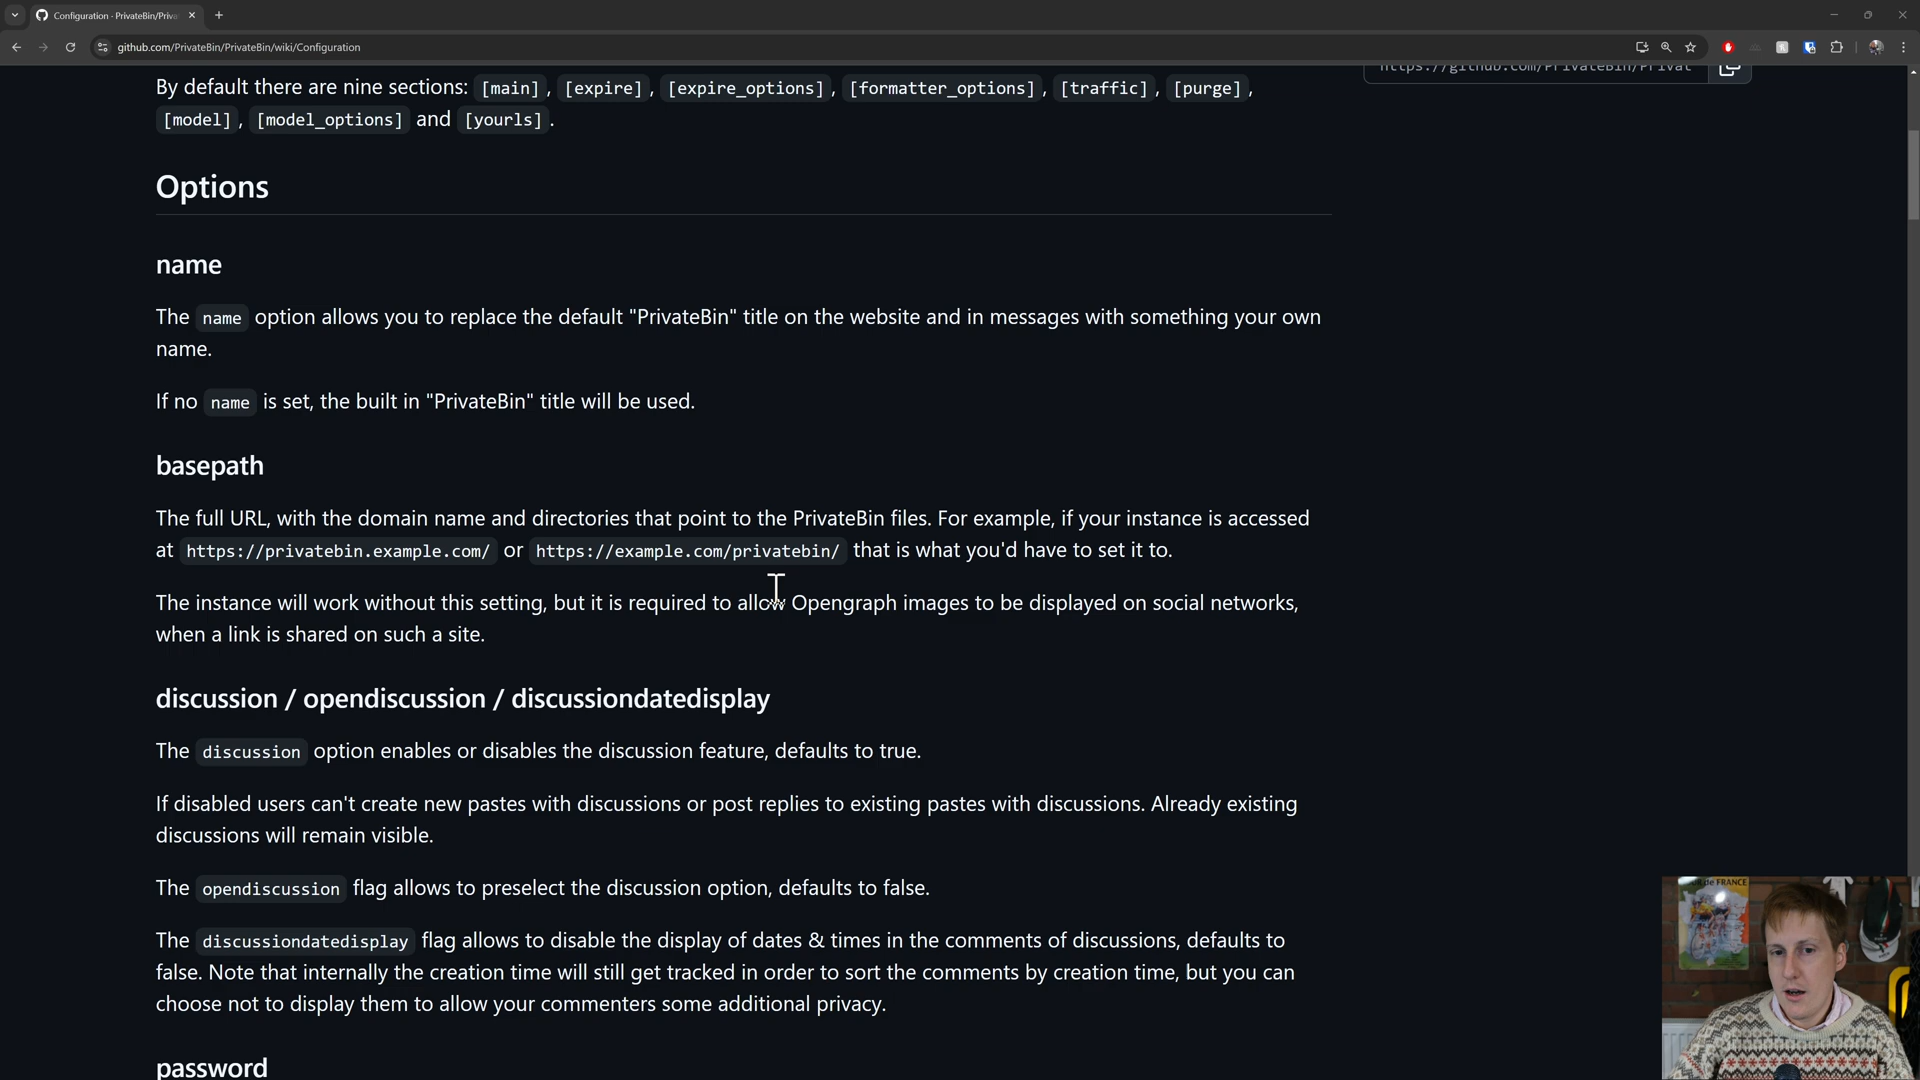 Configuration · PrivateBin/Priva
github.com/PrivateBin/PrivateBin/wiki/Configuration
https://github.com/PrivateBin/Privat
By default there are nine sections: [main], [expire], [expire_options], [formatter_options], [traffic], [purge],
[model], [model_options] and [yourls].
Options
name
The name option allows you to replace the default "PrivateBin" title on the website and in messages with something your own
name.
If no name is set, the built in "PrivateBin" title will be used.
basepath
The full URL, with the domain name and directories that point to the PrivateBin files. For example, if your instance is accessed
at https://privatebin.example.com/ or https://example.com/privatebin/ that is what you'd have to set it to.
The instance will work without this setting, but it is required to allow Opengraph images to be displayed on social networks,
when a link is shared on such a site.
discussion / opendiscussion / discussiondatedisplay
The discussion option enables or disables the discussion feature, defaults to true.
If disabled users can't create new pastes with discussions or post replies to existing pastes with discussions. Already existing
discussions will remain visible.
The opendiscussion flag allows to preselect the discussion option, defaults to false.
The discussiondatedisplay flag allows to disable the display of dates & times in the comments of discussions, defaults to
false. Note that internally the creation time will still get tracked in order to sort the comments by creation time, but you can
choose not to display them to allow your commenters some additional privacy.
password
de FRANCE